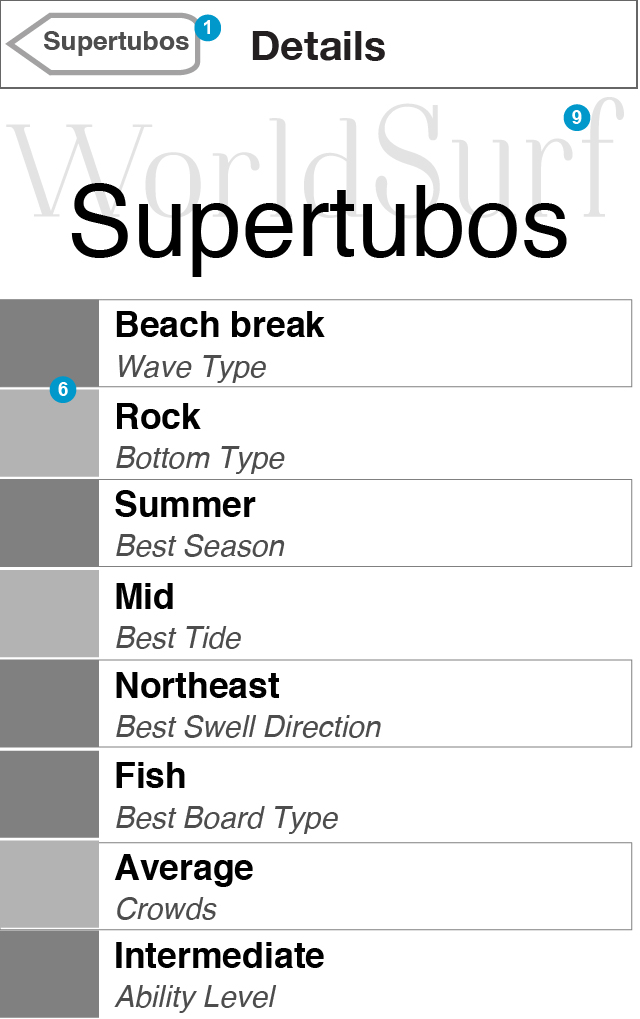 Supertubos 1 Details
WorldSurf 9
Supertubos
Beach break
Wave Type
6
Rock
Bottom Type
Summer
Best Season
Mid
Best Tide
Northeast
Best Swell Direction
Fish
Best Board Type
Average
Crowds
Intermediate
Ability Level